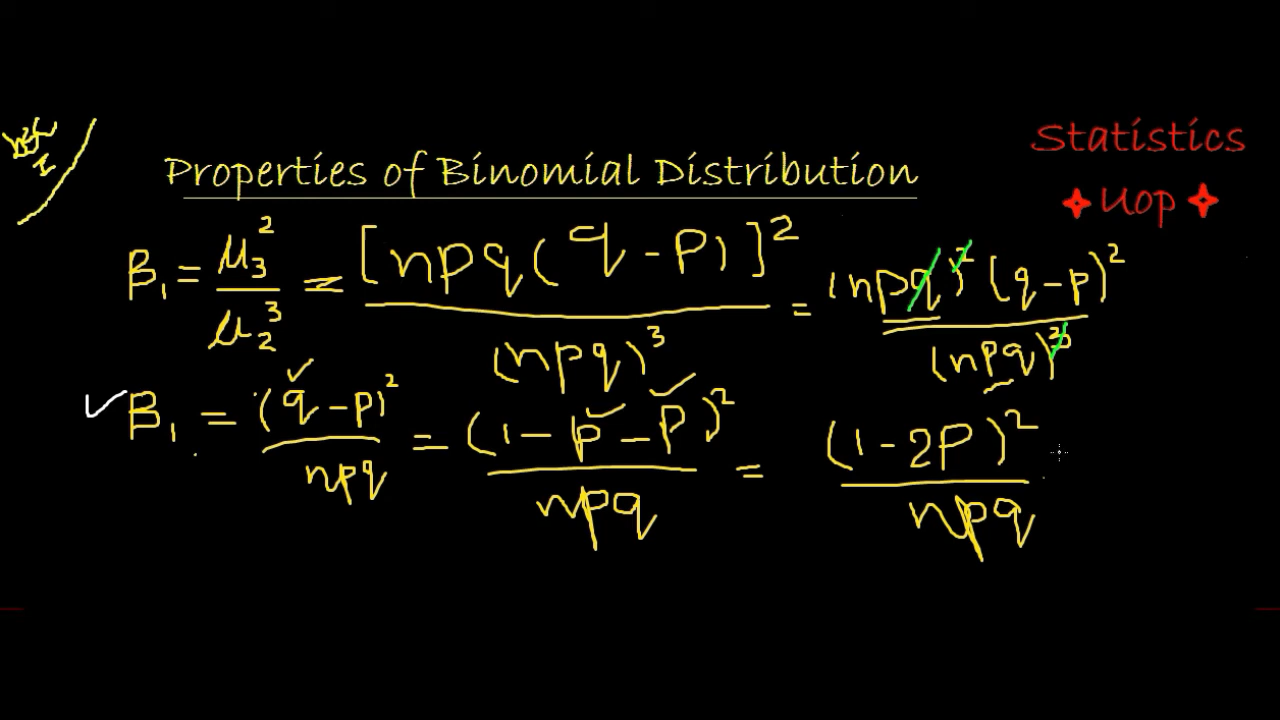 Statistics
Properties of Binomial Distribution
Uop
β₁ = μ₃² / μ₂³ = [npq(q-p)]² / (npq)³ = (npq)² (q-p)² / (npq)³
β₁ = (q-p)² / npq = (1-p-p)² / npq = (1-2p)² / npq